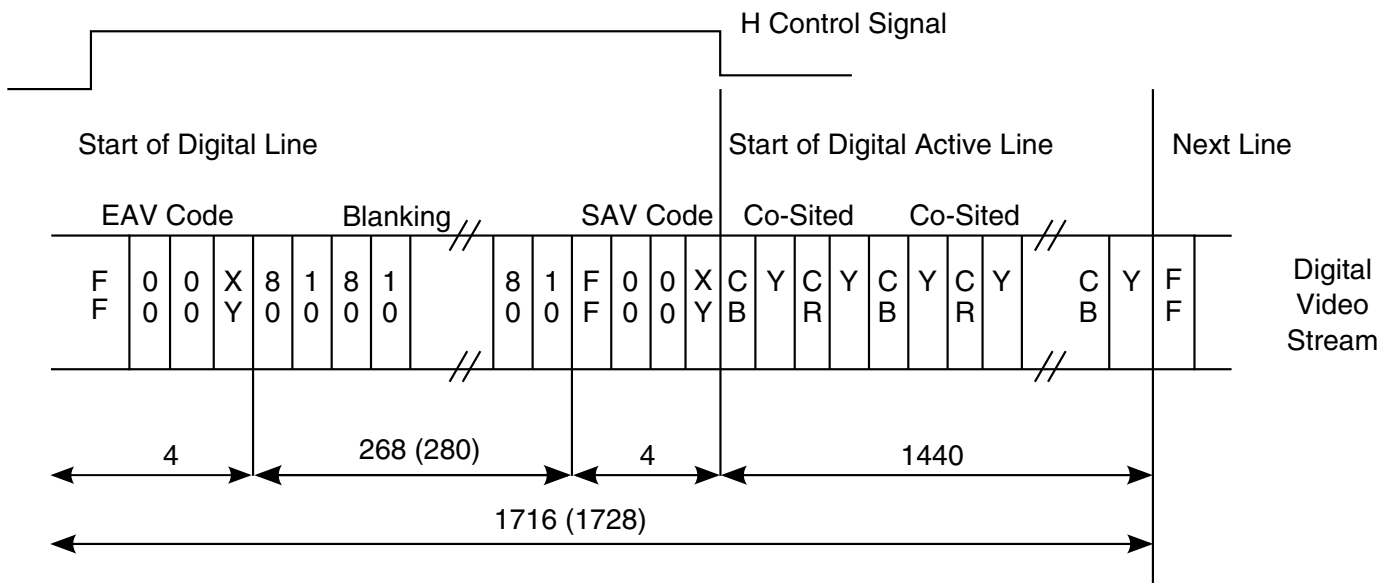 H Control Signal
Start of Digital Line
Start of Digital Active Line
Next Line
EAV Code
Blanking
SAV Code
Co-Sited
Co-Sited
F 0 0 X 8 1 8 1 8 1 F 0 0 X C Y C Y C Y C Y C Y F
F 0 0 Y 0 0 0 0 0 0 F 0 0 Y B R B R B F
Digital
Video
Stream
4
268 (280)
4
1440
1716 (1728)